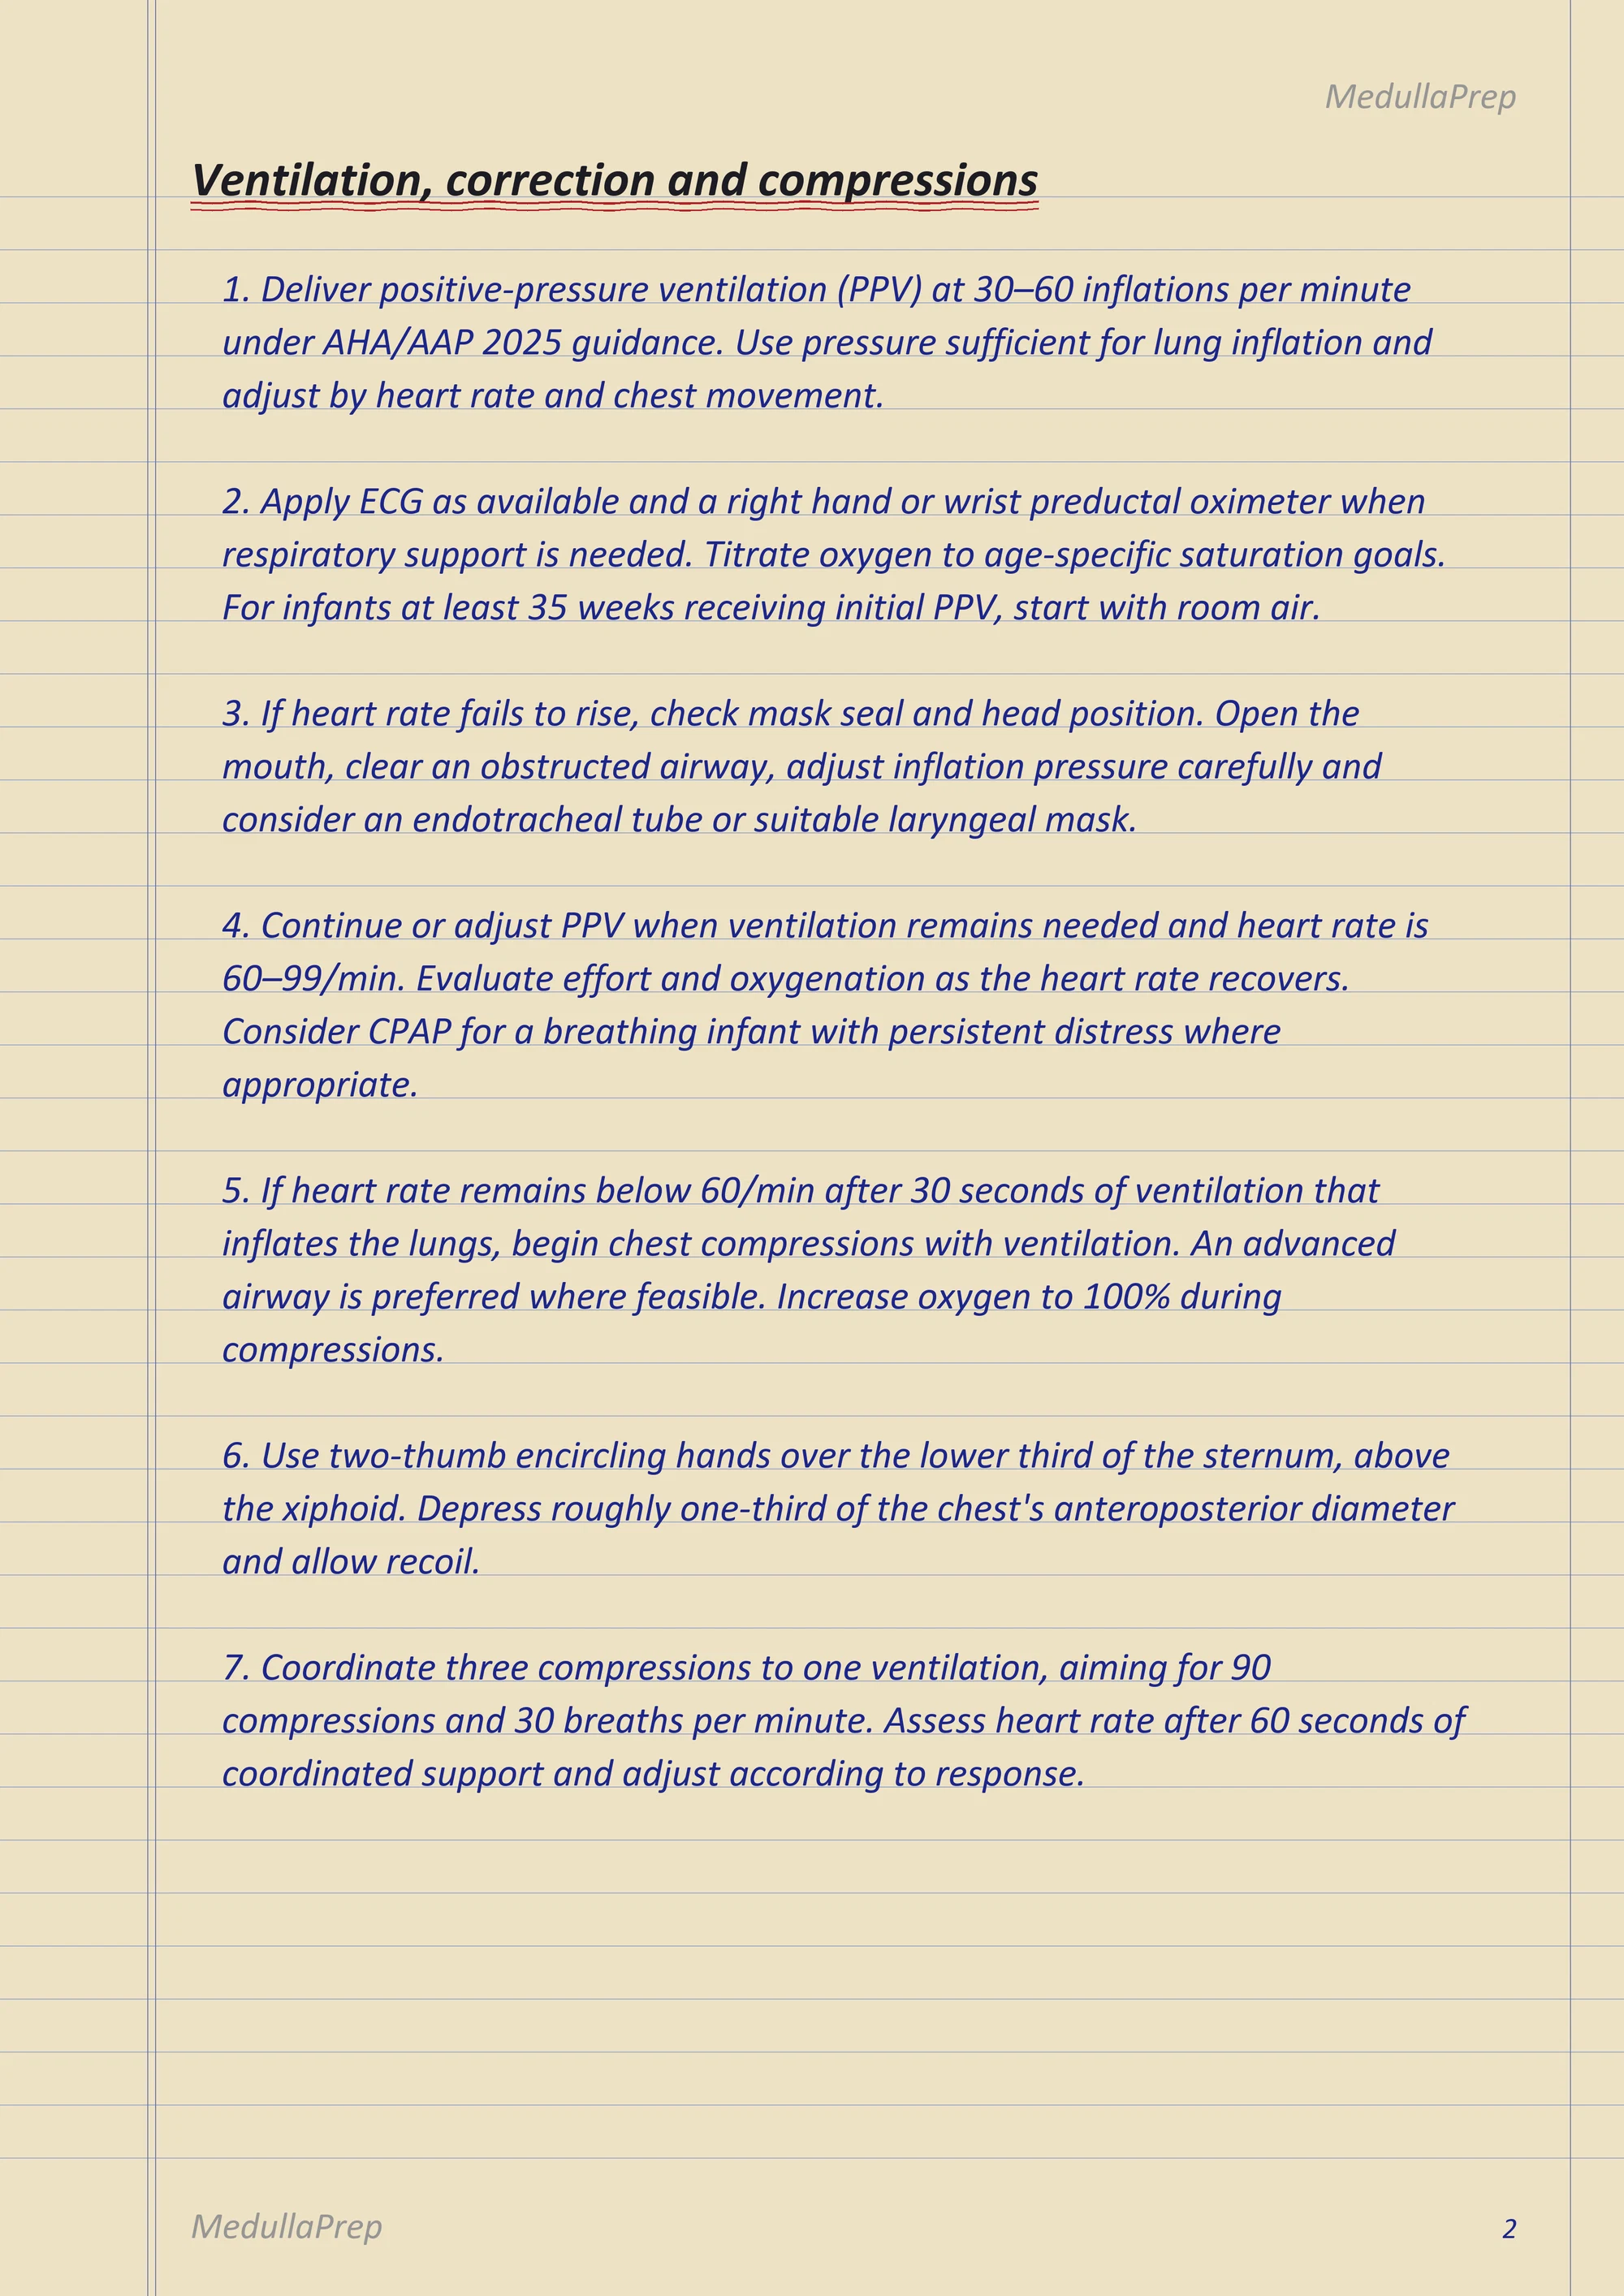 MedullaPrep
Ventilation, correction and compressions
1. Deliver positive-pressure ventilation (PPV) at 30–60 inflations per minute
under AHA/AAP 2025 guidance. Use pressure sufficient for lung inflation and
adjust by heart rate and chest movement.
2. Apply ECG as available and a right hand or wrist preductal oximeter when
respiratory support is needed. Titrate oxygen to age-specific saturation goals.
For infants at least 35 weeks receiving initial PPV, start with room air.
3. If heart rate fails to rise, check mask seal and head position. Open the
mouth, clear an obstructed airway, adjust inflation pressure carefully and
consider an endotracheal tube or suitable laryngeal mask.
4. Continue or adjust PPV when ventilation remains needed and heart rate is
60–99/min. Evaluate effort and oxygenation as the heart rate recovers.
Consider CPAP for a breathing infant with persistent distress where
appropriate.
5. If heart rate remains below 60/min after 30 seconds of ventilation that
inflates the lungs, begin chest compressions with ventilation. An advanced
airway is preferred where feasible. Increase oxygen to 100% during
compressions.
6. Use two-thumb encircling hands over the lower third of the sternum, above
the xiphoid. Depress roughly one-third of the chest's anteroposterior diameter
and allow recoil.
7. Coordinate three compressions to one ventilation, aiming for 90
compressions and 30 breaths per minute. Assess heart rate after 60 seconds of
coordinated support and adjust according to response.
MedullaPrep
2